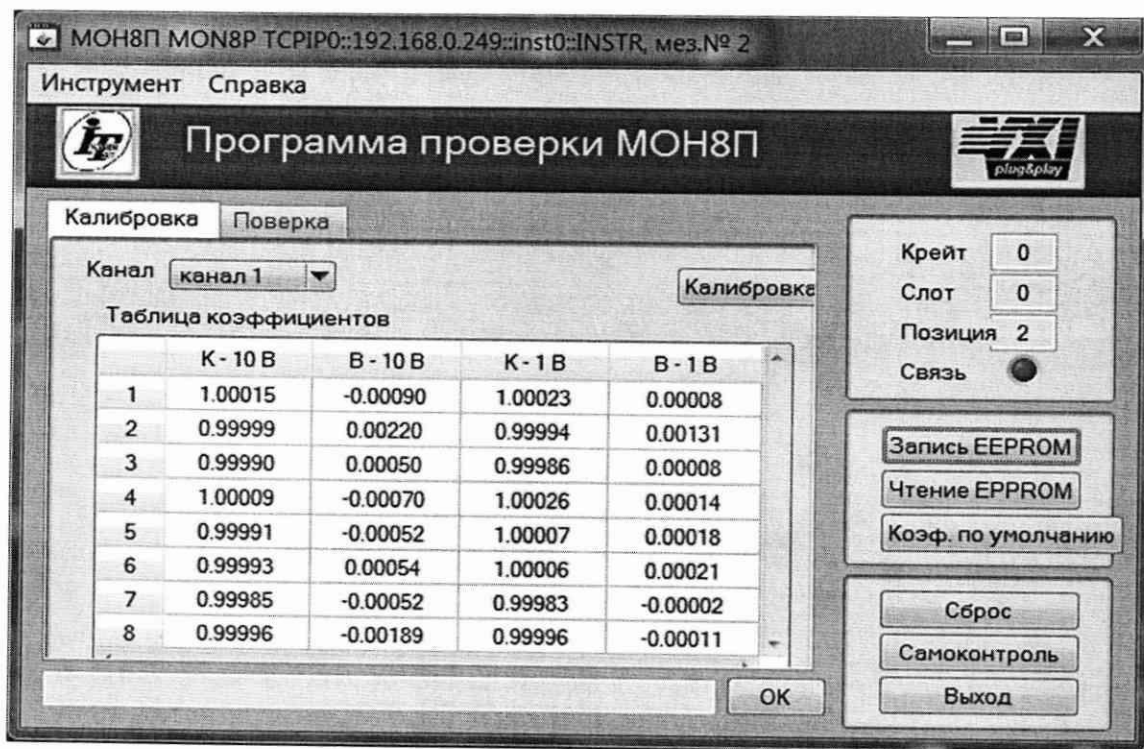 МОН8П MON8P TCPIP0::192.168.0.249::inst0::INSTR, мез.№ 2
Инструмент Справка
Программа проверки МОН8П
VXI
plug&play
Калибровка Поверка
Канал канал 1 Калибровка
Таблица коэффициентов
K - 10 В B - 10 В K - 1 В B - 1 В
1 1.00015 -0.00090 1.00023 0.00008
2 0.99999 0.00220 0.99994 0.00131
3 0.99990 0.00050 0.99986 0.00008
4 1.00009 -0.00070 1.00026 0.00014
5 0.99991 -0.00052 1.00007 0.00018
6 0.99993 0.00054 1.00006 0.00021
7 0.99985 -0.00052 0.99983 -0.00002
8 0.99996 -0.00189 0.99996 -0.00011
OK
Крейт 0
Слот 0
Позиция 2
Связь
Запись EEPROM
Чтение EPPROM
Коэф. по умолчанию
Сброс
Самоконтроль
Выход